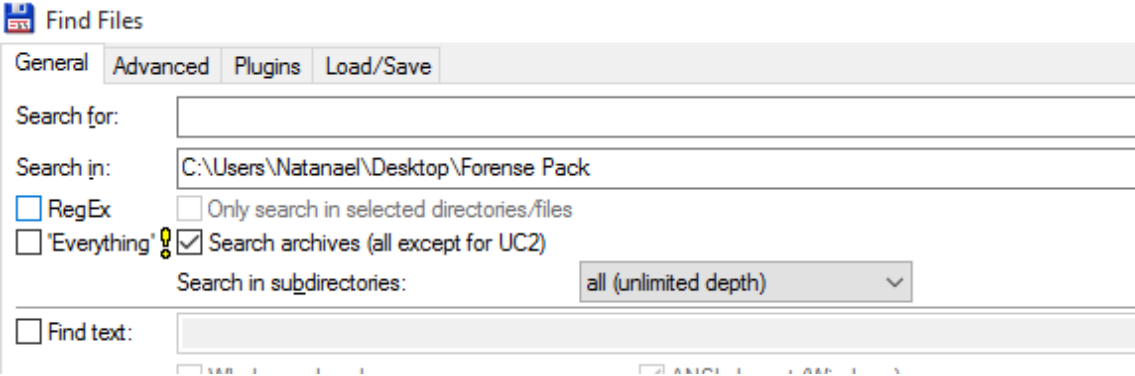 Find Files
General Advanced Plugins Load/Save
Search for:
Search in: C:\Users\Natanael\Desktop\Forense Pack
RegEx Only search in selected directories/files
'Everything' Search archives (all except for UC2)
Search in subdirectories: all (unlimited depth)
Find text: